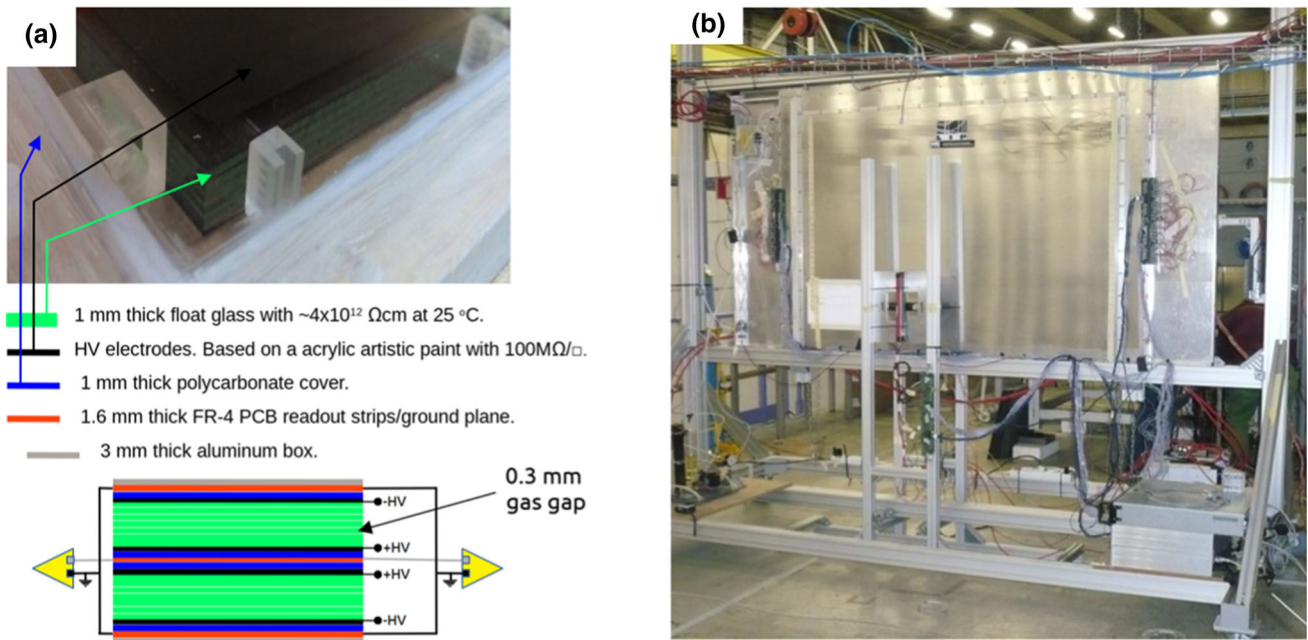 (a)
1 mm thick float glass with ~4x10¹² Ωcm at 25 °C.
HV electrodes. Based on a acrylic artistic paint with 100MΩ/□.
1 mm thick polycarbonate cover.
1.6 mm thick FR-4 PCB readout strips/ground plane.
3 mm thick aluminum box.
0.3 mm
gas gap
-HV
+HV
+HV
-HV
(b)